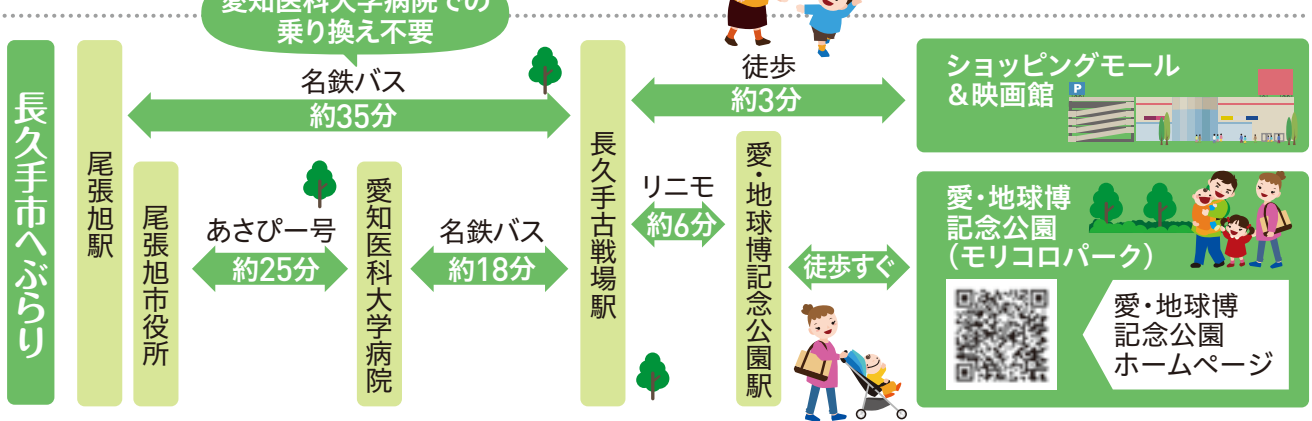 愛知医科大学病院での
乗り換え不要
長久手市へぶらり
尾張旭駅
名鉄バス
約35分
尾張旭市役所
あさぴー号
約25分
愛知医科大学病院
名鉄バス
約18分
長久手古戦場駅
徒歩
約3分
リニモ
約6分
愛・地球博記念公園駅
徒歩すぐ
ショッピングモール
&映画館
P
愛・地球博
記念公園
(モリコロパーク)
愛・地球博
記念公園
ホームページ